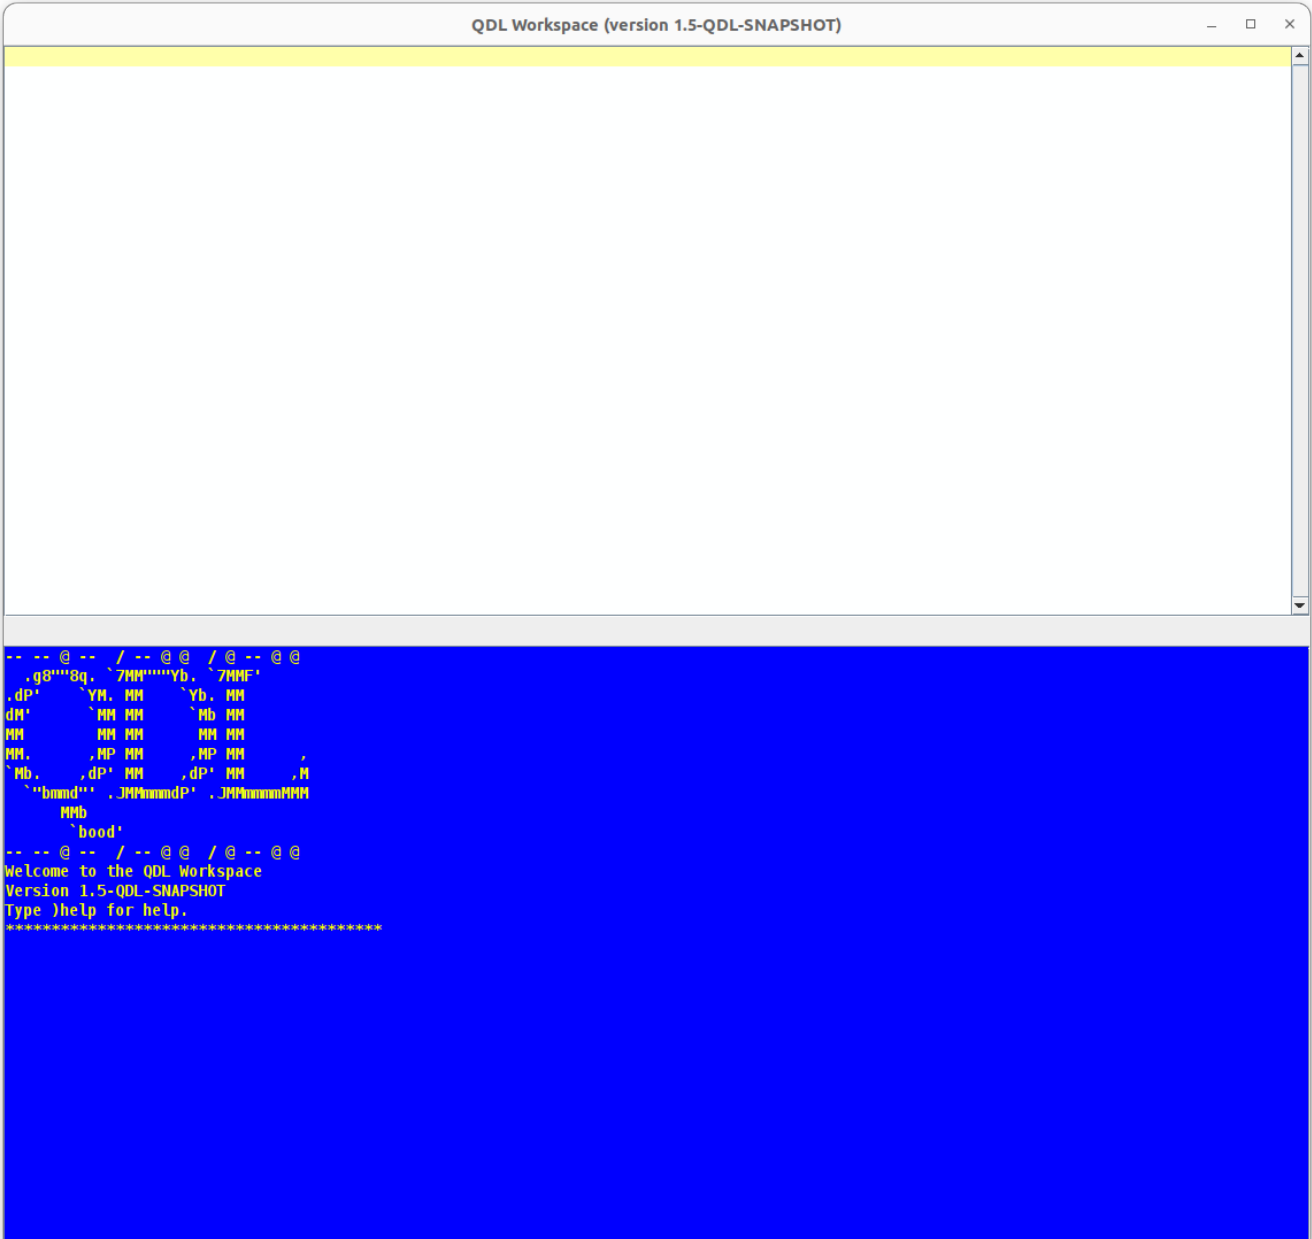 QDL Workspace (version 1.5-QDL-SNAPSHOT)
-- -- @ --  / -- @ @  / @ -- @ @
  .g8""8q. `7MM"""Yb. `7MMF'
.dP'    `YM. MM    `Yb. MM
dM'      `MM MM     `Mb MM
MM        MM MM      MM MM
MM.      ,MP MM     ,MP MM      ,
`Mb.    ,dP' MM    ,dP' MM     ,M
  `"bmmd"' .JMMmmmdP' .JMMmmmmMMM
      MMb
       `bood'
-- -- @ --  / -- @ @  / @ -- @ @
Welcome to the QDL Workspace
Version 1.5-QDL-SNAPSHOT
Type )help for help.
*****************************************